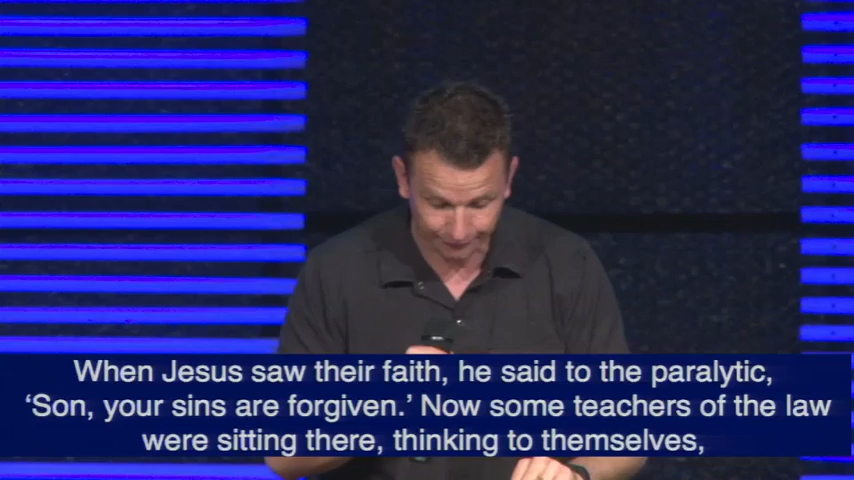 When Jesus saw their faith, he said to the paralytic,
‘Son, your sins are forgiven.’ Now some teachers of the law
were sitting there, thinking to themselves,